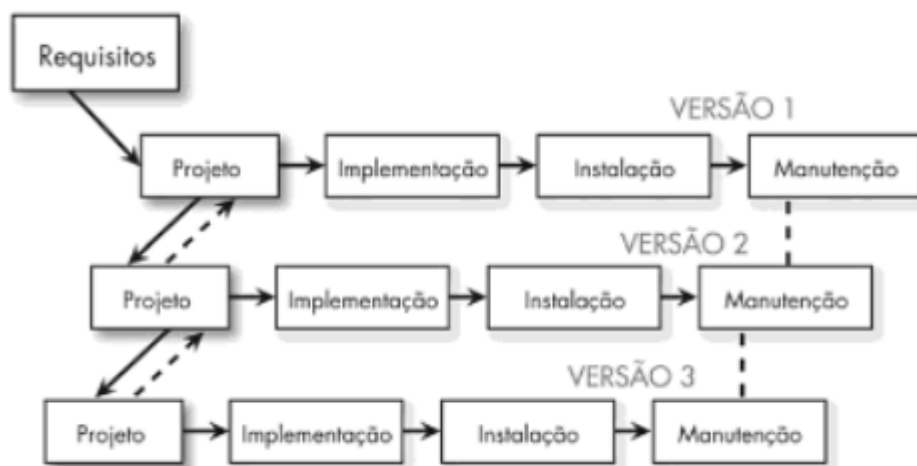 Requisitos
VERSÃO 1
Projeto
Implementação
Instalação
Manutenção
VERSÃO 2
Projeto
Implementação
Instalação
Manutenção
VERSÃO 3
Projeto
Implementação
Instalação
Manutenção